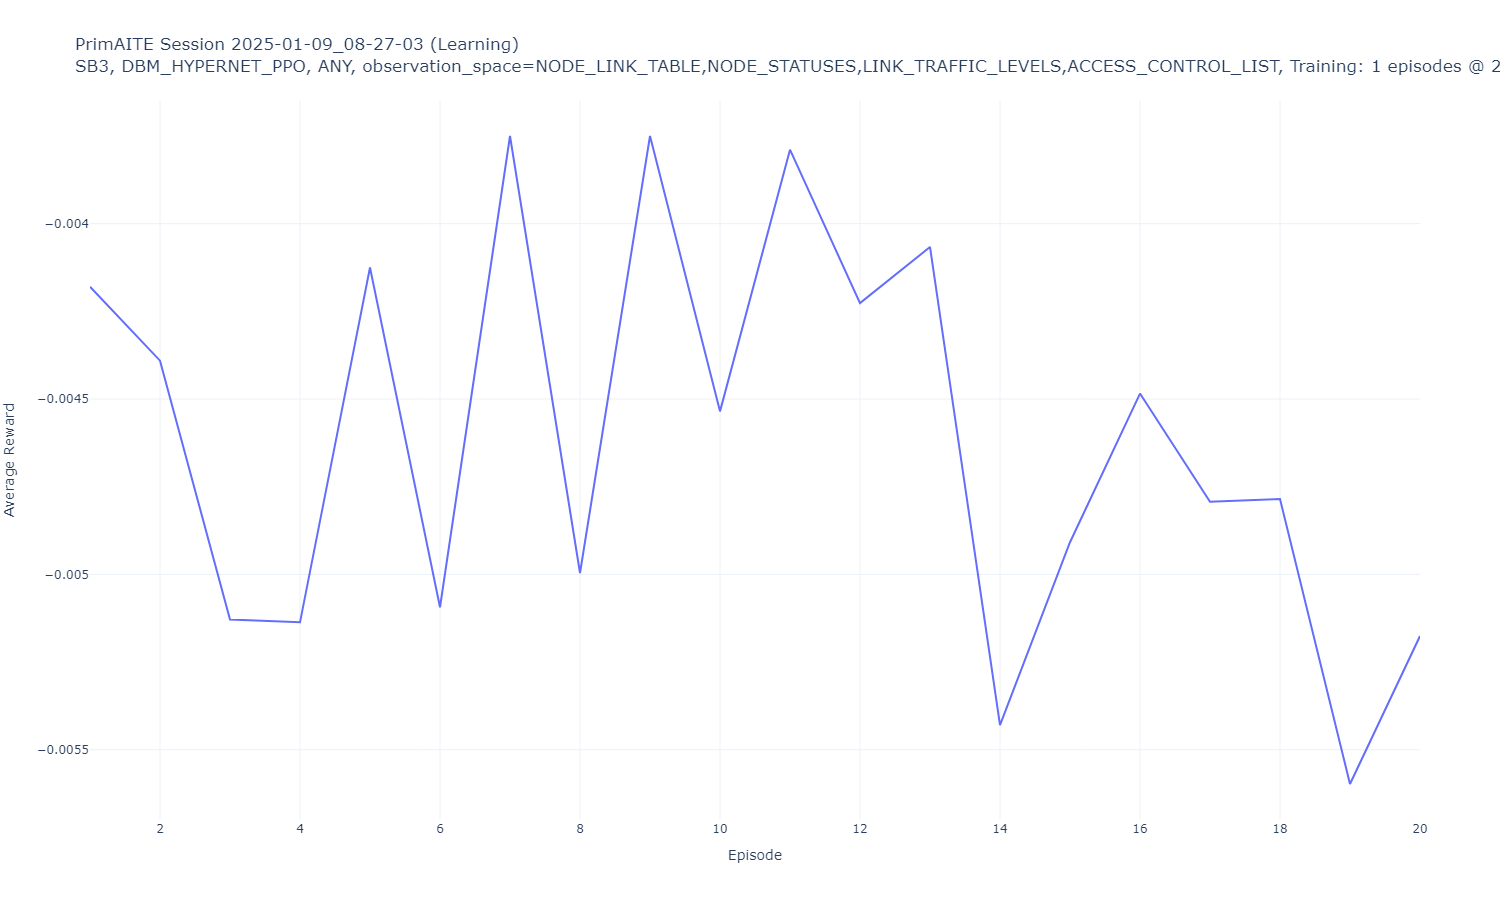 PrimAITE Session 2025-01-09_08-27-03 (Learning)
SB3, DBM_HYPERNET_PPO, ANY, observation_space=NODE_LINK_TABLE,NODE_STATUSES,LINK_TRAFFIC_LEVELS,ACCESS_CONTROL_LIST, Training: 1 episodes @ 2
−0.004
−0.0045
−0.005
−0.0055
Average Reward
2 4 6 8 10 12 14 16 18 20
Episode